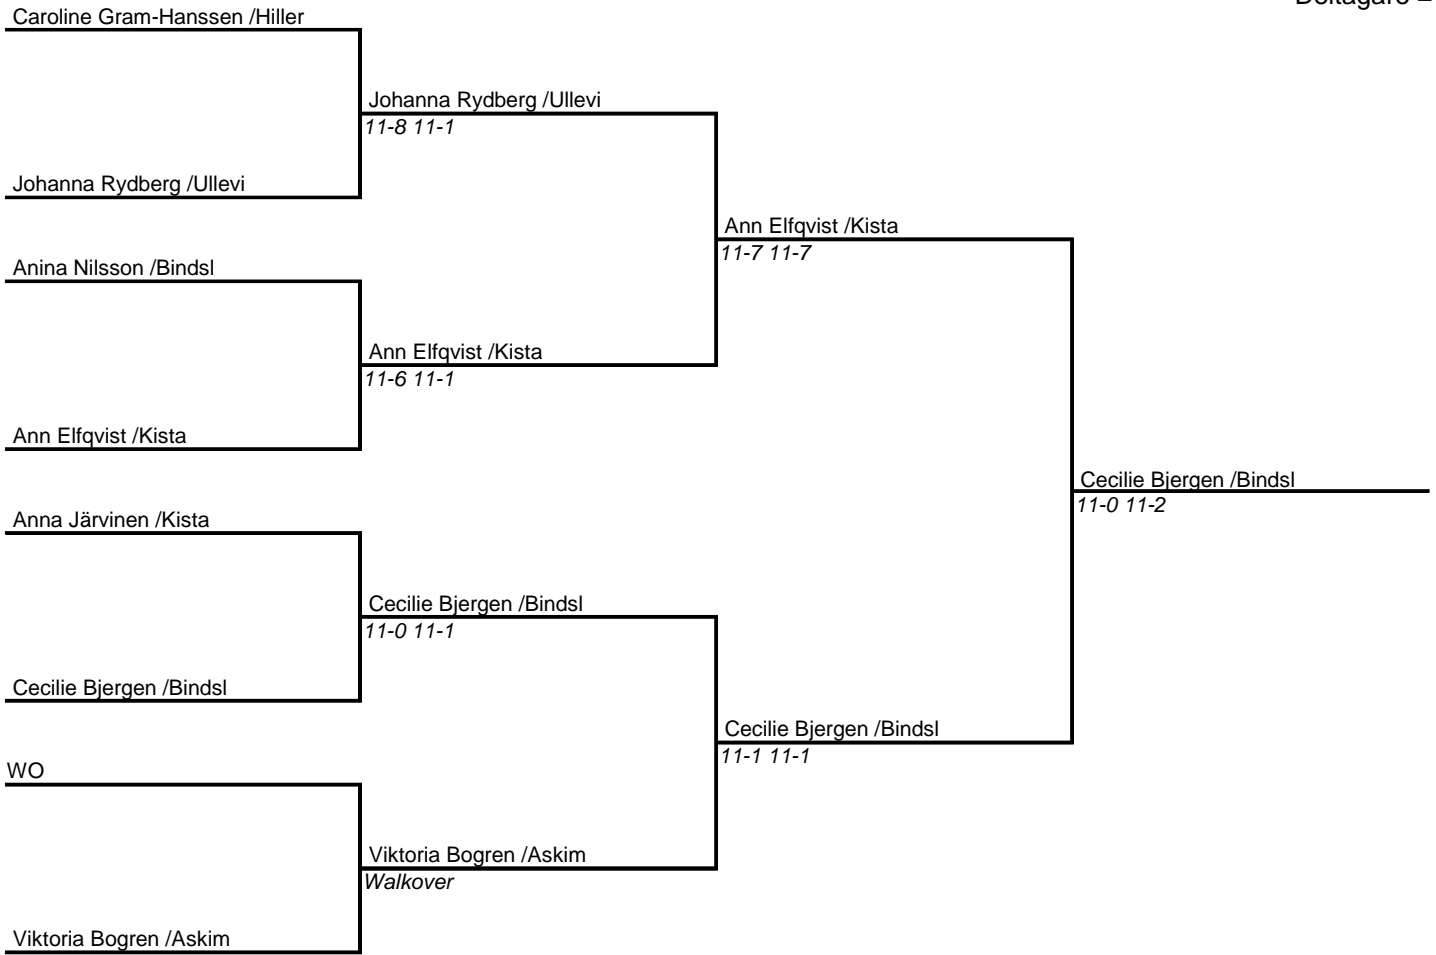 Caroline Gram-Hanssen /Hiller
Johanna Rydberg /Ullevi
11-8 11-1
Johanna Rydberg /Ullevi
Ann Elfqvist /Kista
11-7 11-7
Anina Nilsson /Bindsl
Ann Elfqvist /Kista
11-6 11-1
Ann Elfqvist /Kista
Cecilie Bjergen /Bindsl
11-0 11-2
Anna Järvinen /Kista
Cecilie Bjergen /Bindsl
11-0 11-1
Cecilie Bjergen /Bindsl
Cecilie Bjergen /Bindsl
11-1 11-1
WO
Viktoria Bogren /Askim
Walkover
Viktoria Bogren /Askim